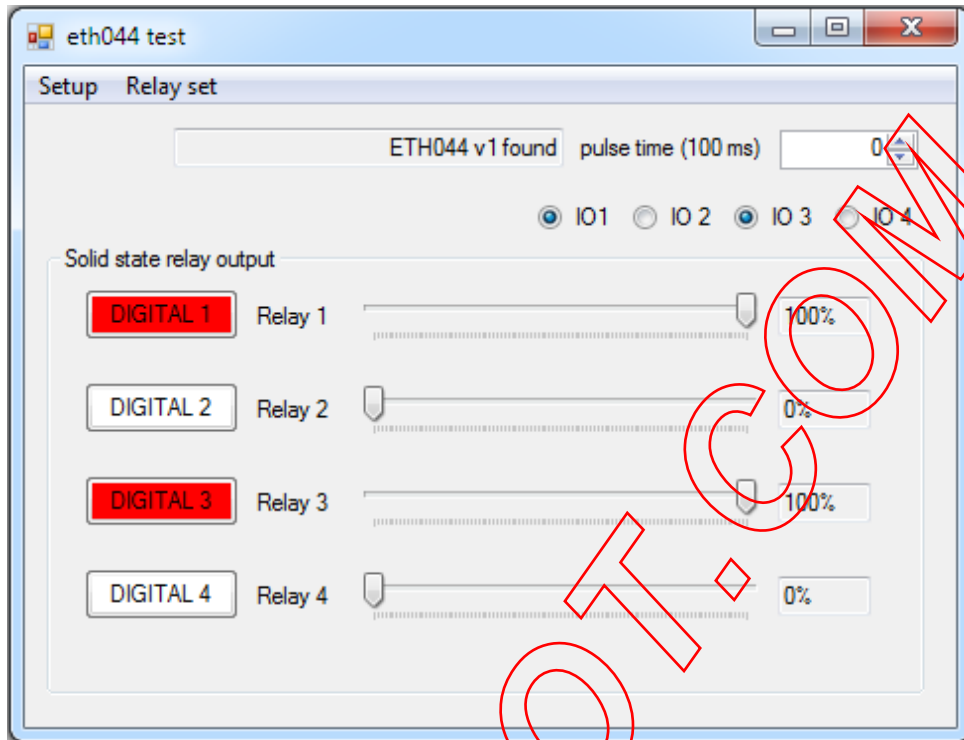 eth044 test
Setup Relay set
ETH044 v1 found pulse time (100 ms) 0
IO1 IO 2 IO 3 IO 4
Solid state relay output
DIGITAL 1 Relay 1 100%
DIGITAL 2 Relay 2 0%
DIGITAL 3 Relay 3 100%
DIGITAL 4 Relay 4 0%
OT.COM